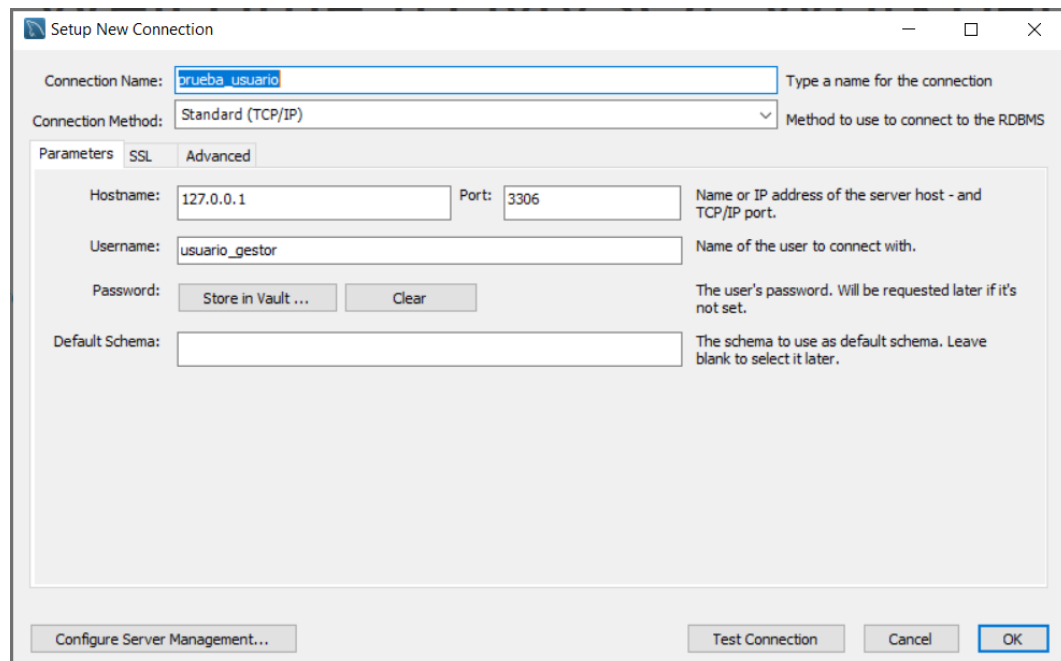 Setup New Connection
Connection Name: prueba_usuario Type a name for the connection
Connection Method: Standard (TCP/IP) Method to use to connect to the RDBMS
Parameters SSL Advanced
Hostname: 127.0.0.1 Port: 3306 Name or IP address of the server host - and
TCP/IP port.
Username: usuario_gestor Name of the user to connect with.
Password: Store in Vault ... Clear The user's password. Will be requested later if it's
not set.
Default Schema: The schema to use as default schema. Leave
blank to select it later.
Configure Server Management... Test Connection Cancel OK